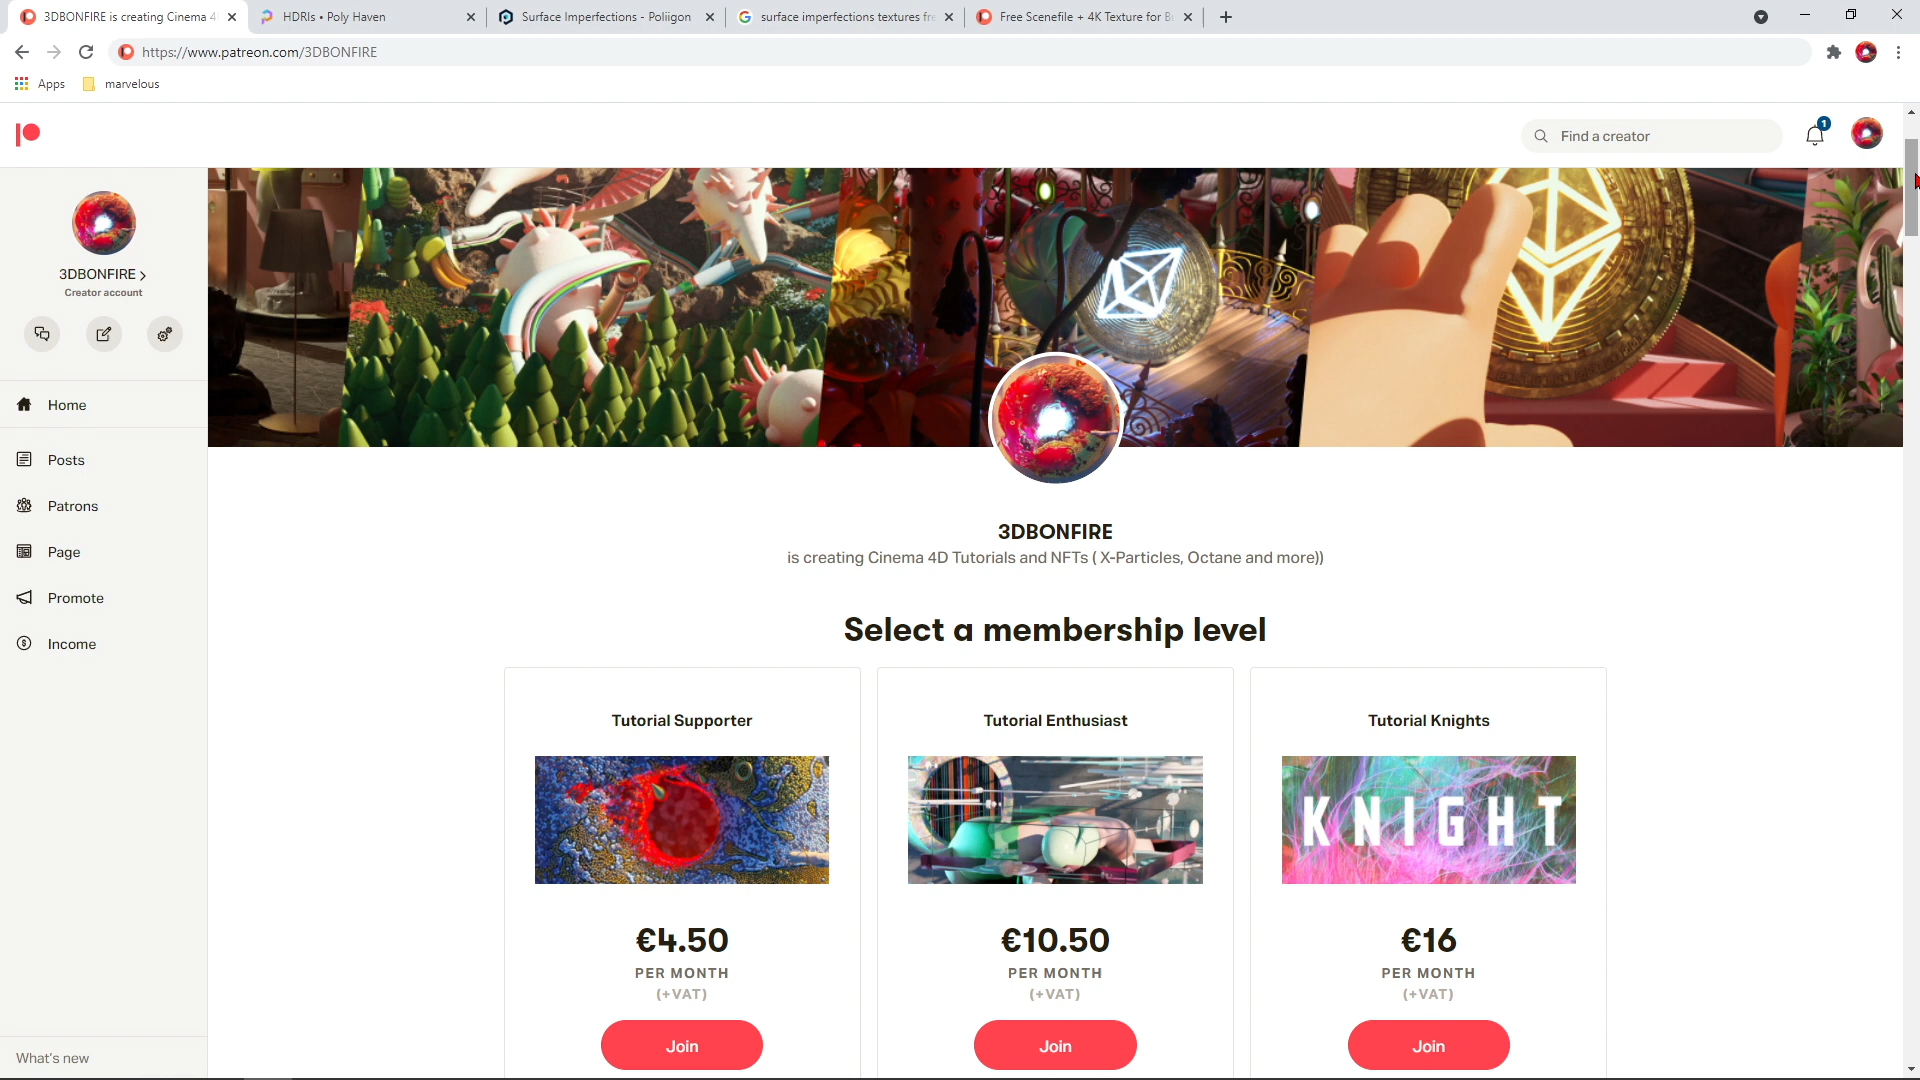 3DBONFIRE is creating Cinema 4
HDRIs • Poly Haven
Surface Imperfections - Poliigon
surface imperfections textures fre
Free Scenefile + 4K Texture for B
https://www.patreon.com/3DBONFIRE
Apps
marvelous
Find a creator
1
3DBONFIRE
Creator account
Home
Posts
Patrons
Page
Promote
Income
What's new
3DBONFIRE
is creating Cinema 4D Tutorials and NFTs ( X-Particles, Octane and more))
Select a membership level
Tutorial Supporter
€4.50
PER MONTH
(+VAT)
Join
Tutorial Enthusiast
€10.50
PER MONTH
(+VAT)
Join
Tutorial Knights
KNIGHT
€16
PER MONTH
(+VAT)
Join